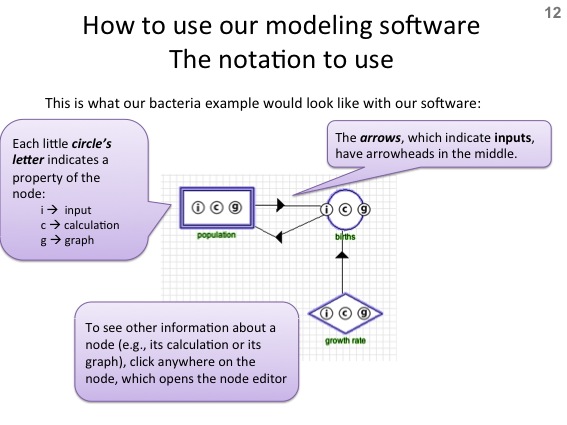 12
How to use our modeling software
The notation to use
This is what our bacteria example would look like with our software:
Each little circle's
letter indicates a
property of the
node:
i → input
c → calculation
g → graph
The arrows, which indicate inputs,
have arrowheads in the middle.
i c g
population
i c g
births
i c g
growth rate
To see other information about a
node (e.g., its calculation or its
graph), click anywhere on the
node, which opens the node editor